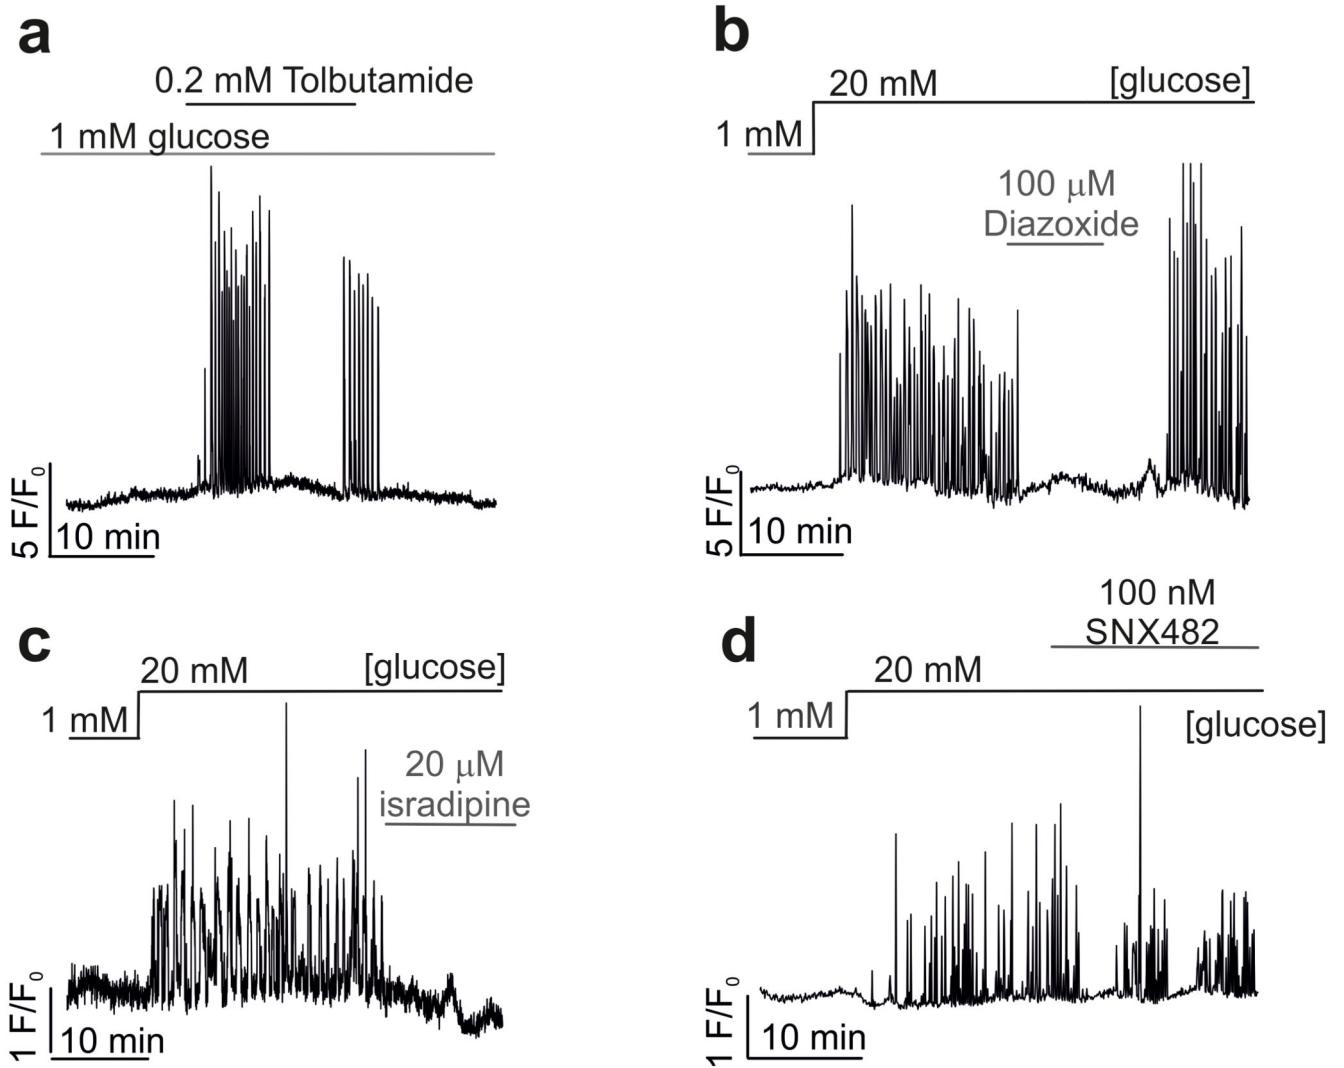 a
0.2 mM Tolbutamide
1 mM glucose
5 F/F0
10 min
b
20 mM [glucose]
1 mM
100 μM
Diazoxide
5 F/F0
10 min
c
20 mM [glucose]
1 mM
20 μM
isradipine
1 F/F0
10 min
d
100 nM
SNX482
20 mM
1 mM
[glucose]
1 F/F0
10 min